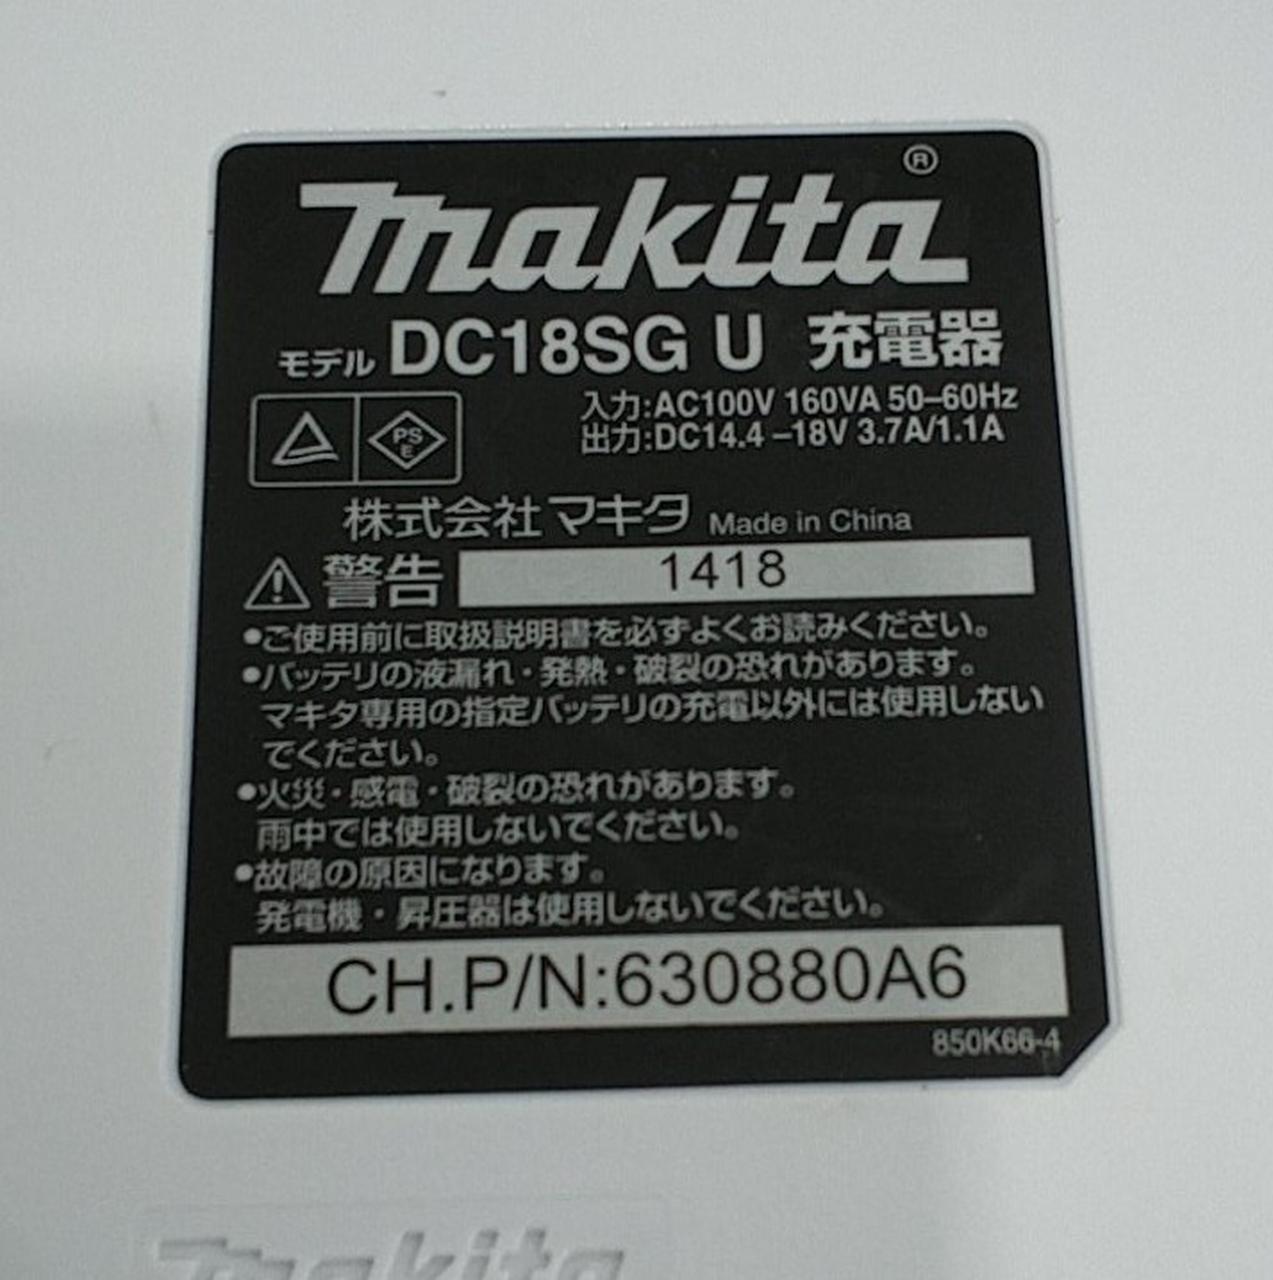 makita®
モデル DC18SG U 充電器
入力:AC100V 160VA 50–60Hz
出力:DC14.4–18V 3.7A/1.1A
PS
E
株式会社マキタ Made in China
警告 1418
•ご使用前に取扱説明書を必ずよくお読みください。
•バッテリの液漏れ・発熱・破裂の恐れがあります。
マキタ専用の指定バッテリの充電以外には使用しない
でください。
•火災・感電・破裂の恐れがあります。
雨中では使用しないでください。
•故障の原因になります。
発電機・昇圧器は使用しないでください。
CH.P/N:630880A6
850K66-4
makita